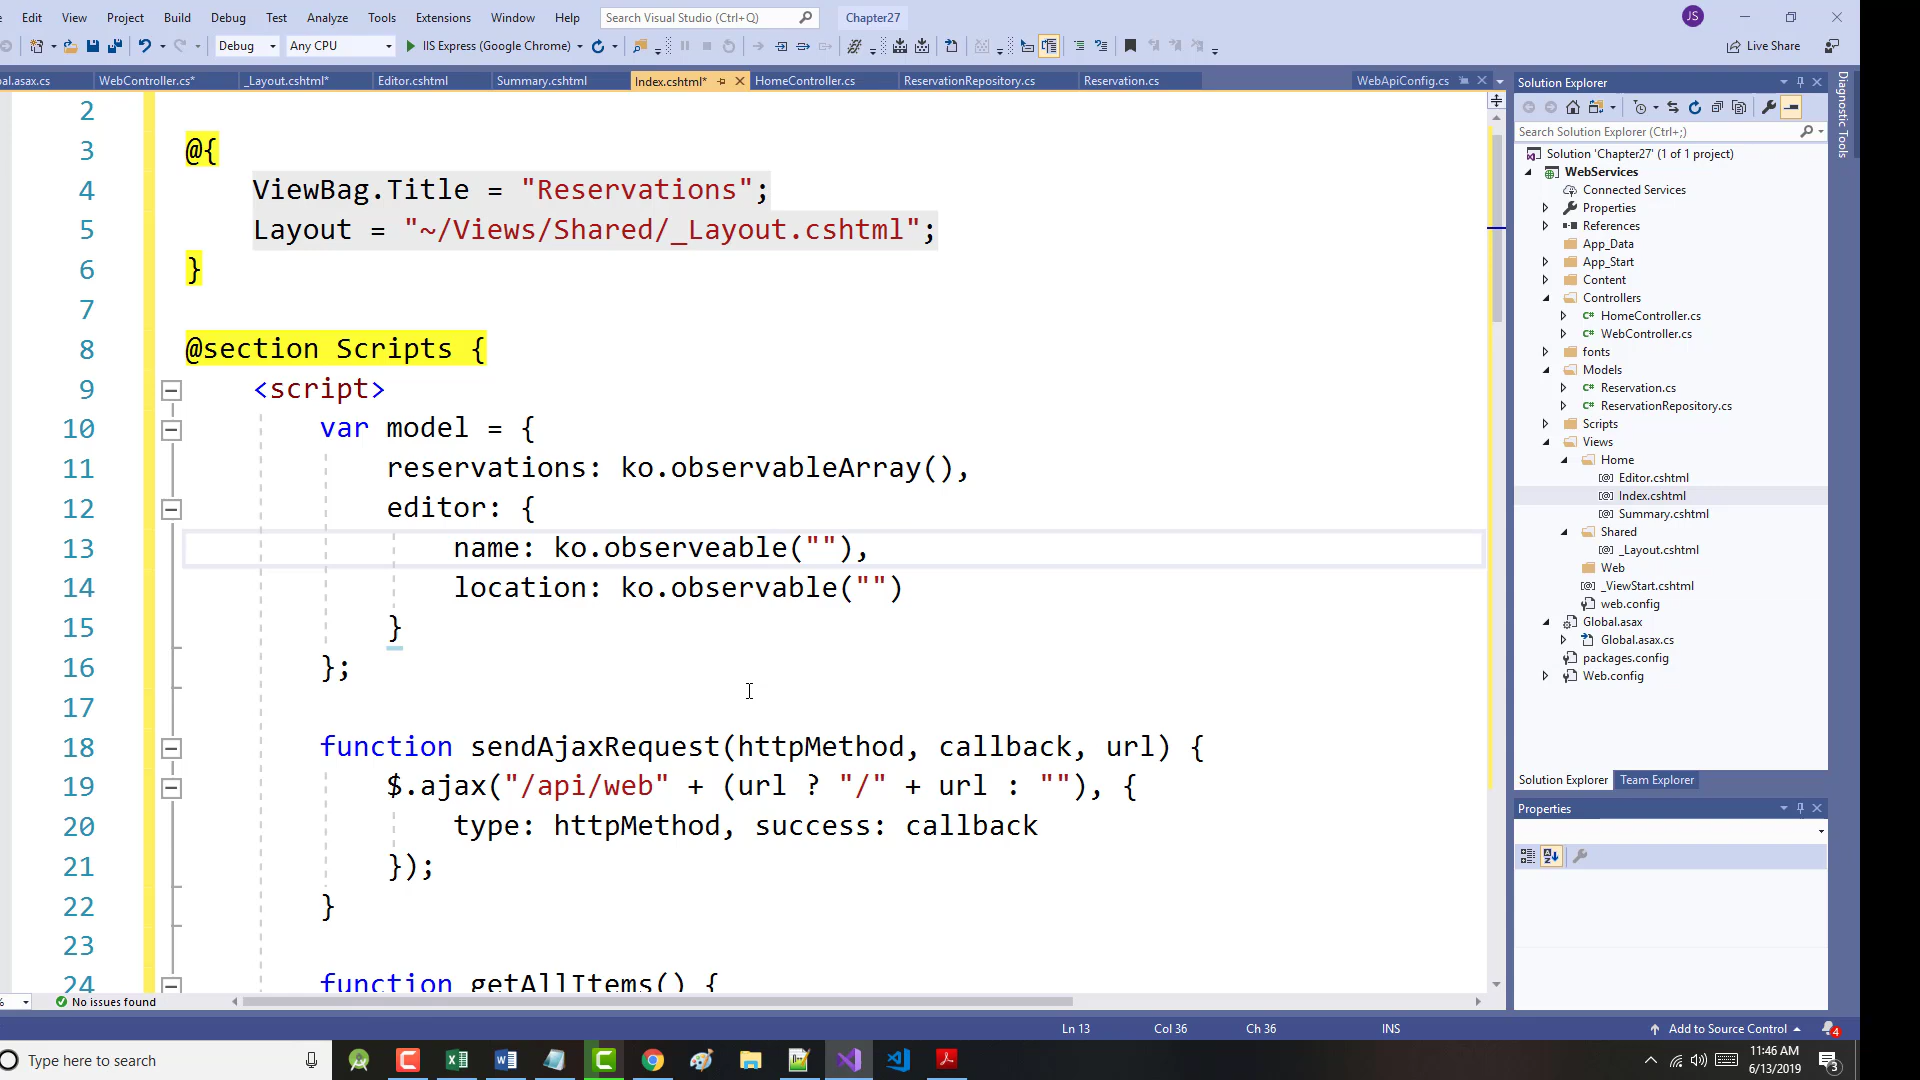 Edit View Project Build Debug Test Analyze Tools Extensions Window Help Search Visual Studio (Ctrl+Q) Chapter27 JS
Debug Any CPU IIS Express (Google Chrome) Live Share
bal.asax.cs WebController.cs* _Layout.cshtml* Editor.cshtml Summary.cshtml Index.cshtml* HomeController.cs ReservationRepository.cs Reservation.cs WebApiConfig.cs
2
3 @{
4 ViewBag.Title = "Reservations";
5 Layout = "~/Views/Shared/_Layout.cshtml";
6 }
7
8 @section Scripts {
9 <script>
10 var model = {
11 reservations: ko.observableArray(),
12 editor: {
13 name: ko.observeable(""),
14 location: ko.observable("")
15 }
16 };
17
18 function sendAjaxRequest(httpMethod, callback, url) {
19 $.ajax("/api/web" + (url ? "/" + url : ""), {
20 type: httpMethod, success: callback
21 });
22 }
23
24 function getAllItems() {
% No issues found
Solution Explorer
Search Solution Explorer (Ctrl+;)
Solution 'Chapter27' (1 of 1 project)
WebServices
Connected Services
Properties
References
App_Data
App_Start
Content
Controllers
C# HomeController.cs
C# WebController.cs
fonts
Models
C# Reservation.cs
C# ReservationRepository.cs
Scripts
Views
Home
[@] Editor.cshtml
[@] Index.cshtml
[@] Summary.cshtml
Shared
[@] _Layout.cshtml
Web
[@] _ViewStart.cshtml
web.config
Global.asax
Global.asax.cs
packages.config
Web.config
Solution Explorer Team Explorer
Properties
Diagnostic Tools
Ln 13 Col 36 Ch 36 INS Add to Source Control 4
Type here to search
11:46 AM
6/13/2019
3